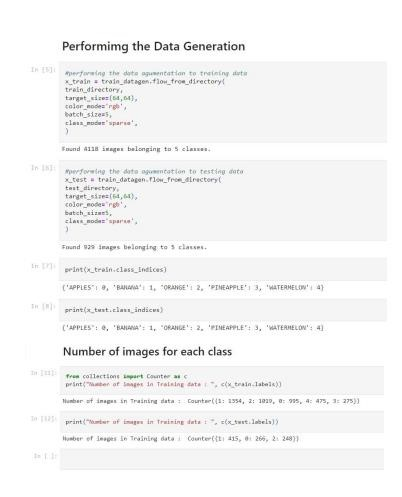 Performimg the Data Generation
In [5]:
#performing the data agumentation to training data
x_train = train_datagen.flow_from_directory(
train_directory,
target_size=(64,64),
color_mode='rgb',
batch_size=5,
class_mode='sparse',
)
Found 4118 images belonging to 5 classes.
In [6]:
#performing the data agumentation to testing data
x_test = train_datagen.flow_from_directory(
test_directory,
target_size=(64,64),
color_mode='rgb',
batch_size=5,
class_mode='sparse',
)
Found 929 images belonging to 5 classes.
In [7]:
print(x_train.class_indices)
{'APPLES': 0, 'BANANA': 1, 'ORANGE': 2, 'PINEAPPLE': 3, 'WATERMELON': 4}
In [8]:
print(x_test.class_indices)
{'APPLES': 0, 'BANANA': 1, 'ORANGE': 2, 'PINEAPPLE': 3, 'WATERMELON': 4}
Number of images for each class
In [11]:
from collections import Counter as c
print("Number of images in Training data : ", c(x_train.labels))
Number of images in Training data :  Counter({1: 1354, 2: 1019, 0: 995, 4: 475, 3: 275})
In [12]:
print("Number of images in Training data : ", c(x_test.labels))
Number of images in Training data :  Counter({1: 415, 0: 266, 2: 248})
In [ ]: